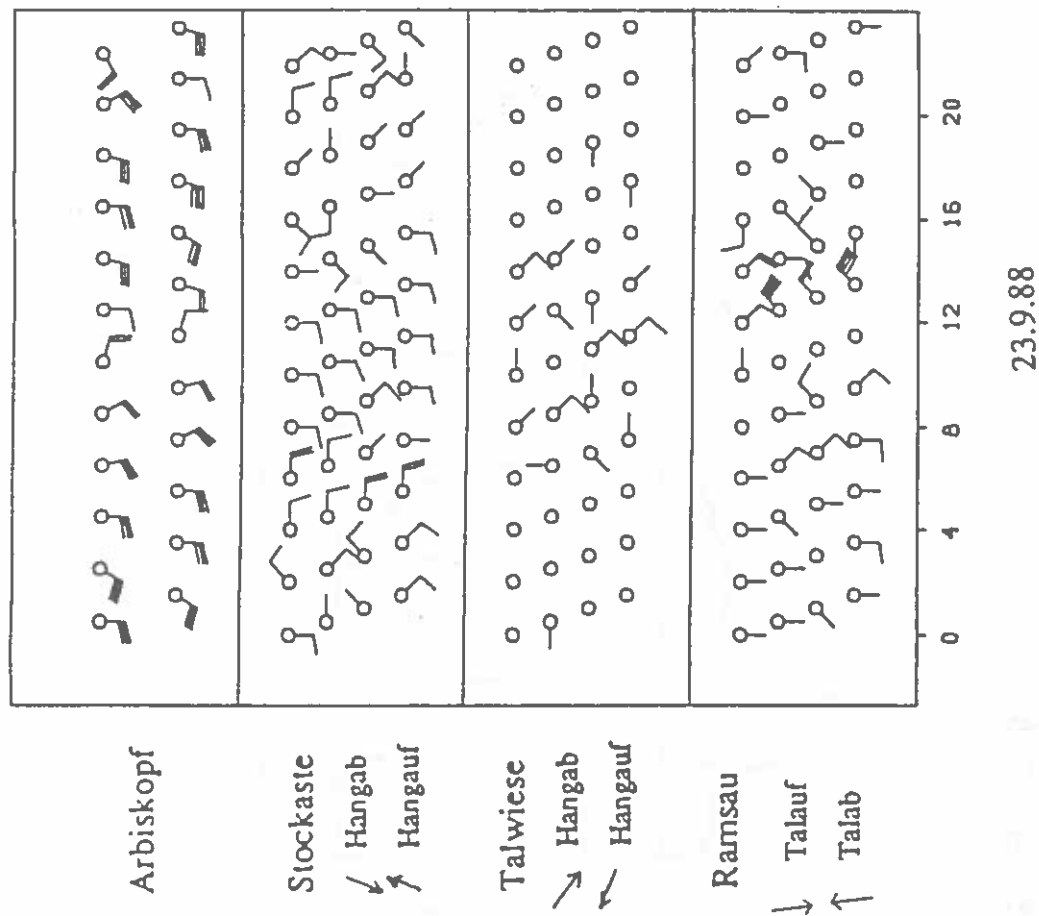 Arbiskopf
Stockaste
Hangab
Hangauf
Talwiese
Hangab
Hangauf
Ramsau
Talauf
Talab
0 4 8 12 16 20
23.9.88